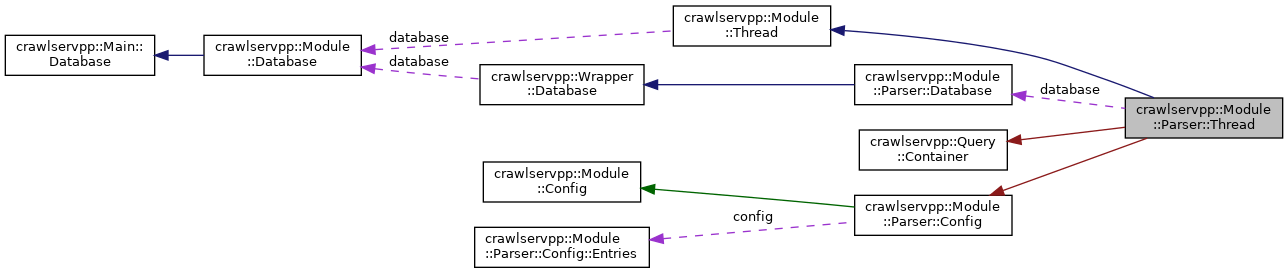 crawlservpp::Main::
Database
crawlservpp::Module
::Database
database
database
crawlservpp::Module
::Thread
crawlservpp::Wrapper
::Database
crawlservpp::Module
::Parser::Database
database
crawlservpp::Module
::Parser::Thread
crawlservpp::Query
::Container
crawlservpp::Module
::Config
crawlservpp::Module
::Parser::Config
config
crawlservpp::Module
::Parser::Config::Entries